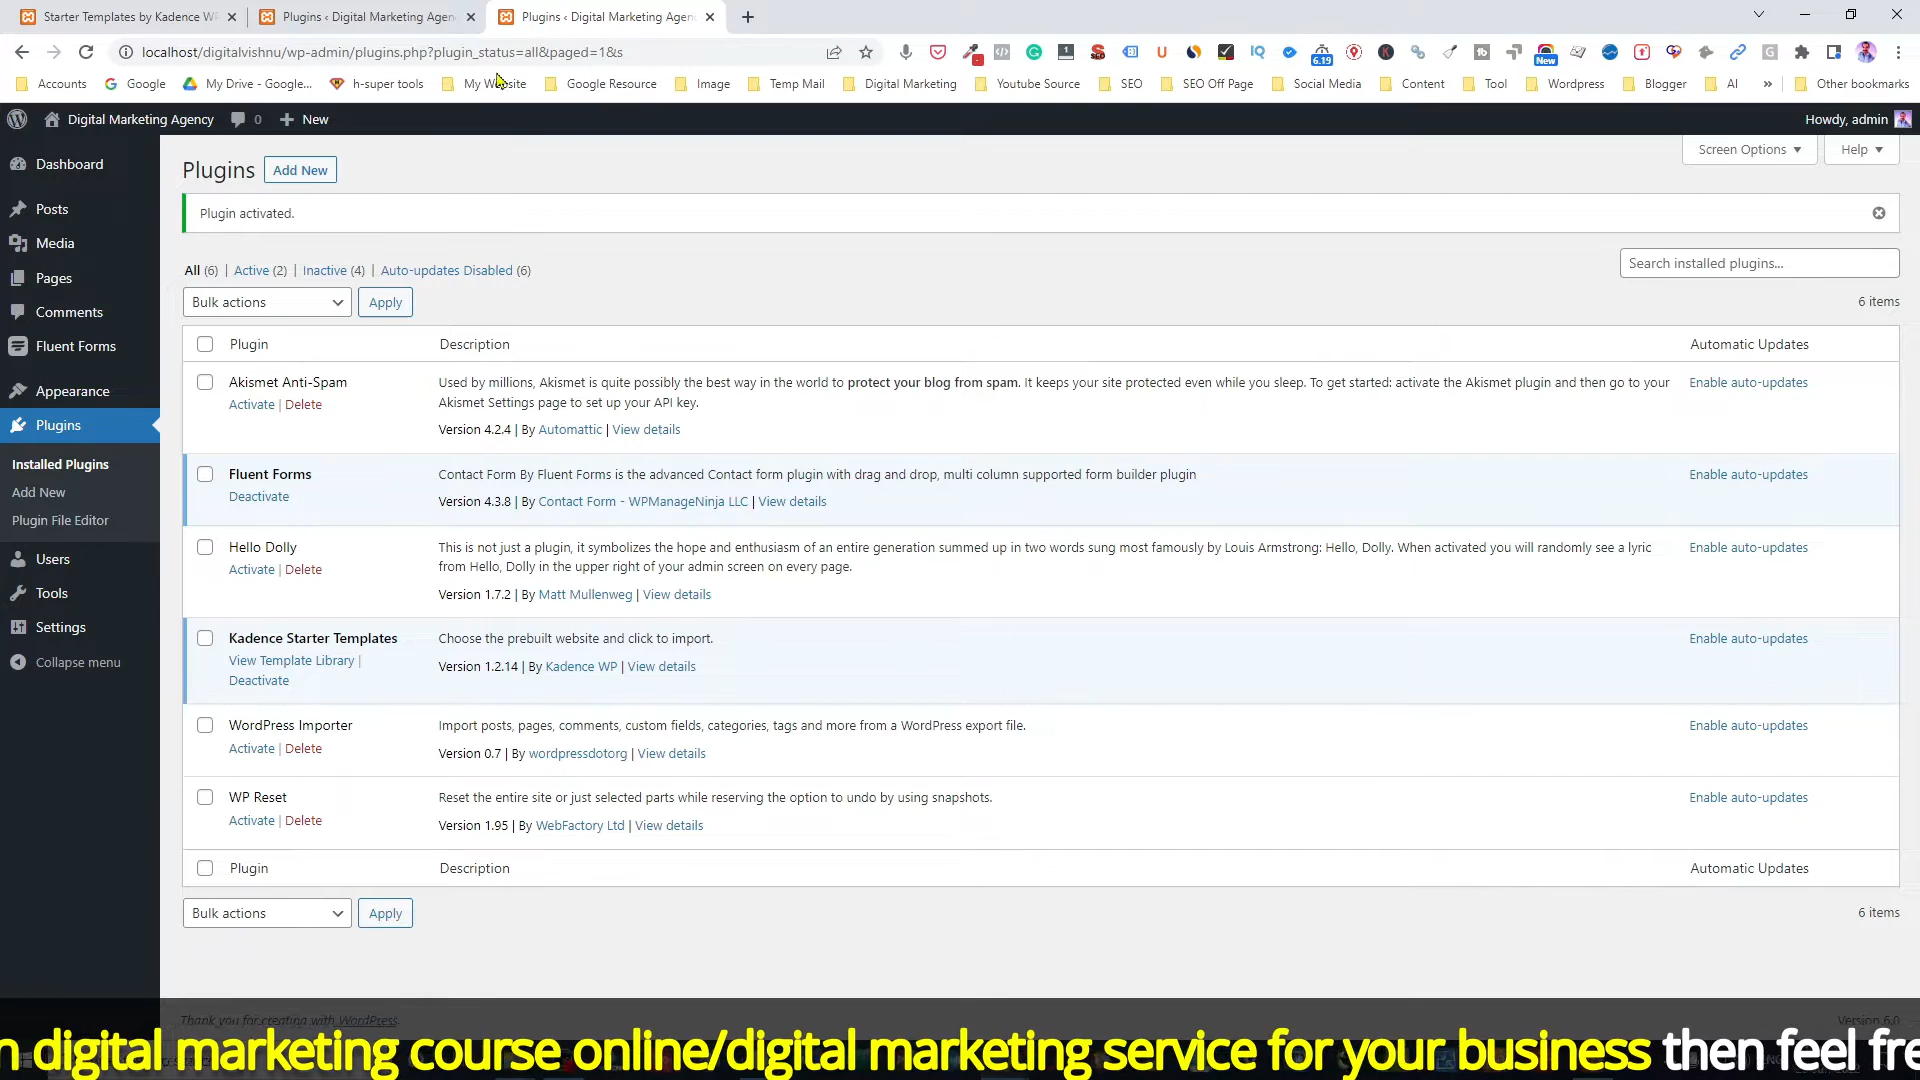 Starter Templates by Kadence WP
Plugins ‹ Digital Marketing Agen
Plugins ‹ Digital Marketing Agen
localhost/digitalvishnu/wp-admin/plugins.php?plugin_status=all&paged=1&s
6.19
New
Accounts
Google
My Drive - Google...
h-super tools
My Website
Google Resource
Image
Temp Mail
Digital Marketing
Youtube Source
SEO
SEO Off Page
Social Media
Content
Tool
Wordpress
Blogger
AI
»
Other bookmarks
Digital Marketing Agency
0
New
Howdy, admin
Dashboard
Posts
Media
Pages
Comments
Fluent Forms
Appearance
Plugins
Installed Plugins
Add New
Plugin File Editor
Users
Tools
Settings
Collapse menu
Screen Options
Help
Plugins
Add New
Plugin activated.
All (6) | Active (2) | Inactive (4) | Auto-updates Disabled (6)
Search installed plugins...
Bulk actions
Apply
6 items
Plugin
Description
Automatic Updates
Akismet Anti-Spam
Activate | Delete
Used by millions, Akismet is quite possibly the best way in the world to protect your blog from spam. It keeps your site protected even while you sleep. To get started: activate the Akismet plugin and then go to your
Akismet Settings page to set up your API key.
Version 4.2.4 | By Automattic | View details
Enable auto-updates
Fluent Forms
Deactivate
Contact Form By Fluent Forms is the advanced Contact form plugin with drag and drop, multi column supported form builder plugin
Version 4.3.8 | By Contact Form - WPManageNinja LLC | View details
Enable auto-updates
Hello Dolly
Activate | Delete
This is not just a plugin, it symbolizes the hope and enthusiasm of an entire generation summed up in two words sung most famously by Louis Armstrong: Hello, Dolly. When activated you will randomly see a lyric
from Hello, Dolly in the upper right of your admin screen on every page.
Version 1.7.2 | By Matt Mullenweg | View details
Enable auto-updates
Kadence Starter Templates
View Template Library |
Deactivate
Choose the prebuilt website and click to import.
Version 1.2.14 | By Kadence WP | View details
Enable auto-updates
WordPress Importer
Activate | Delete
Import posts, pages, comments, custom fields, categories, tags and more from a WordPress export file.
Version 0.7 | By wordpressdotorg | View details
Enable auto-updates
WP Reset
Activate | Delete
Reset the entire site or just selected parts while reserving the option to undo by using snapshots.
Version 1.95 | By WebFactory Ltd | View details
Enable auto-updates
Plugin
Description
Automatic Updates
Bulk actions
Apply
6 items
Thank you for creating with WordPress.
Version 6.0
n digital marketing course online/digital marketing service for your business then feel fre